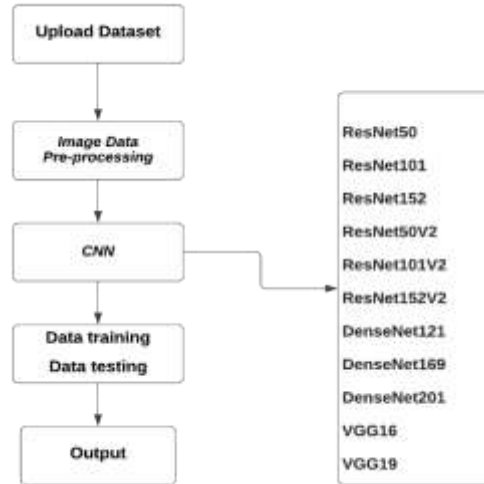 Upload Dataset
Image Data
Pre-processing
CNN
Data training
Data testing
Output
ResNet50
ResNet101
ResNet152
ResNet50V2
ResNet101V2
ResNet152V2
DenseNet121
DenseNet169
DenseNet201
VGG16
VGG19